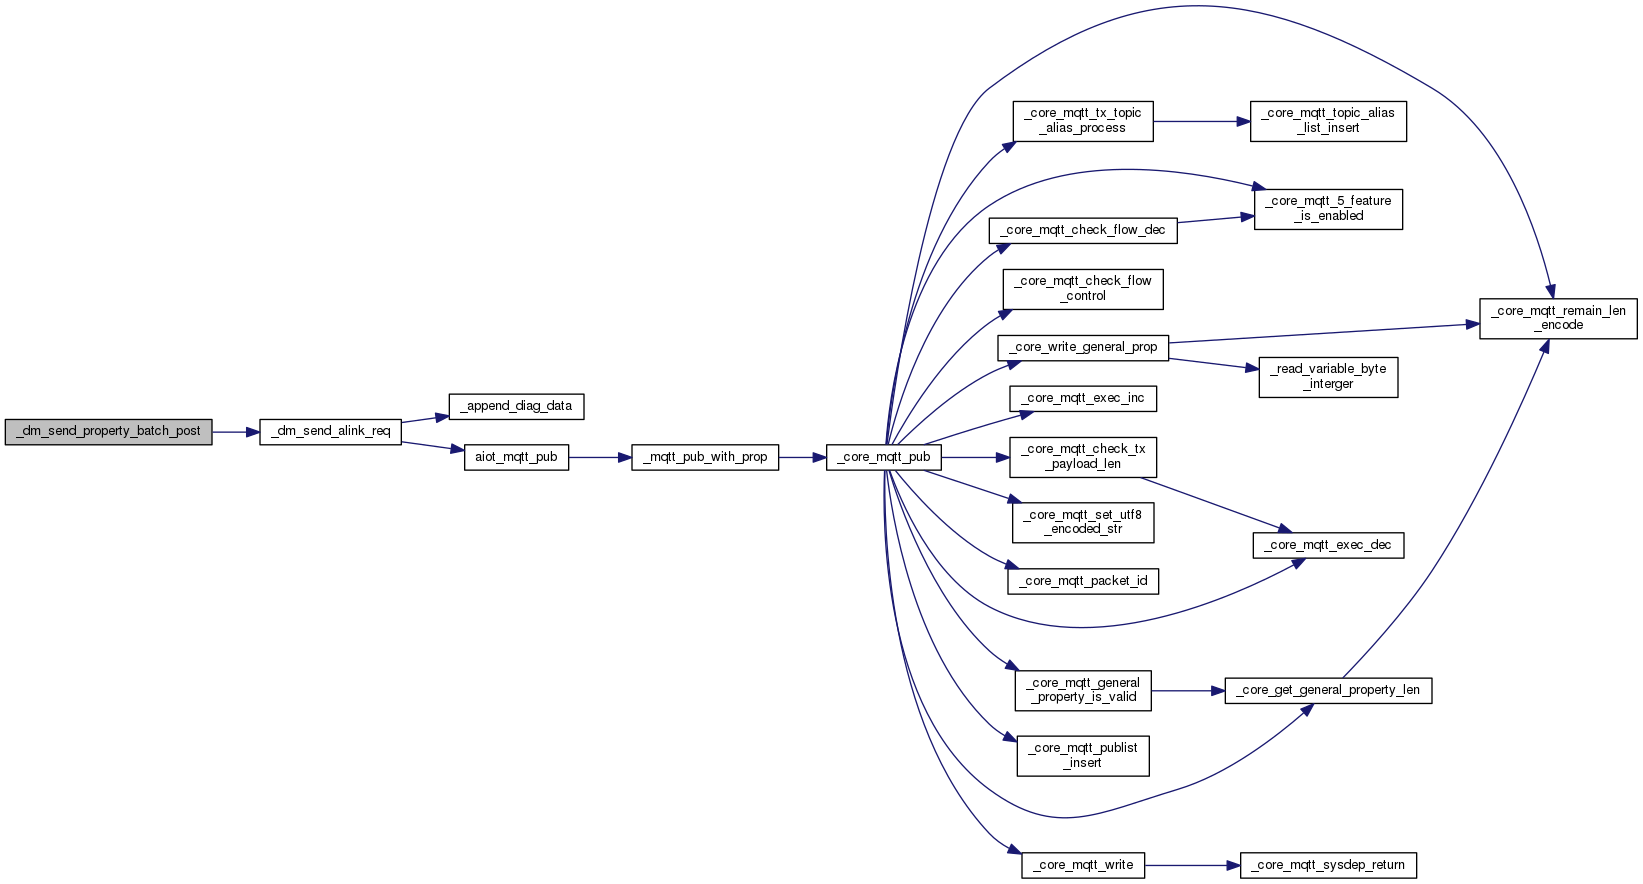 _dm_send_property_batch_post
_dm_send_alink_req
_append_diag_data
aiot_mqtt_pub
_mqtt_pub_with_prop
_core_mqtt_pub
_core_mqtt_tx_topic
_alias_process
_core_mqtt_topic_alias
_list_insert
_core_mqtt_5_feature
_is_enabled
_core_mqtt_check_flow_dec
_core_mqtt_check_flow
_control
_core_mqtt_remain_len
_encode
_core_write_general_prop
_read_variable_byte
_interger
_core_mqtt_exec_inc
_core_mqtt_check_tx
_payload_len
_core_mqtt_set_utf8
_encoded_str
_core_mqtt_exec_dec
_core_mqtt_packet_id
_core_mqtt_general
_property_is_valid
_core_get_general_property_len
_core_mqtt_publist
_insert
_core_mqtt_write
_core_mqtt_sysdep_return